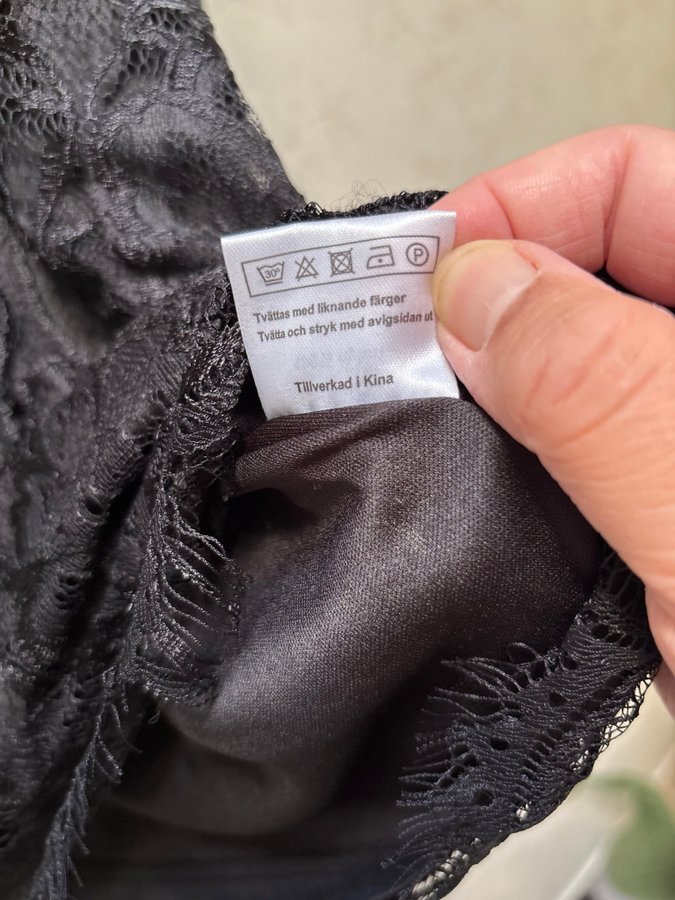 30° P
Tvättas med liknande färger
Tvätta och stryk med avigsidan ut
Tillverkad i Kina